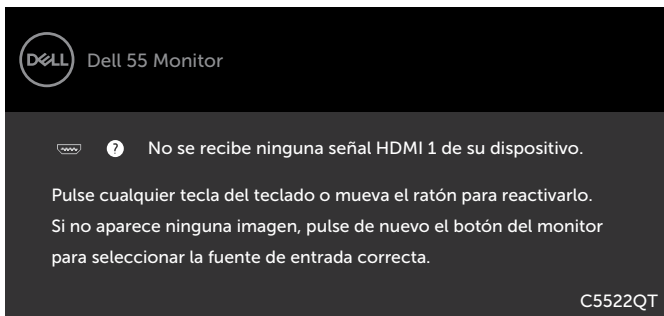 DELL Dell 55 Monitor
? No se recibe ninguna señal HDMI 1 de su dispositivo.
Pulse cualquier tecla del teclado o mueva el ratón para reactivarlo.
Si no aparece ninguna imagen, pulse de nuevo el botón del monitor
para seleccionar la fuente de entrada correcta.
C5522QT